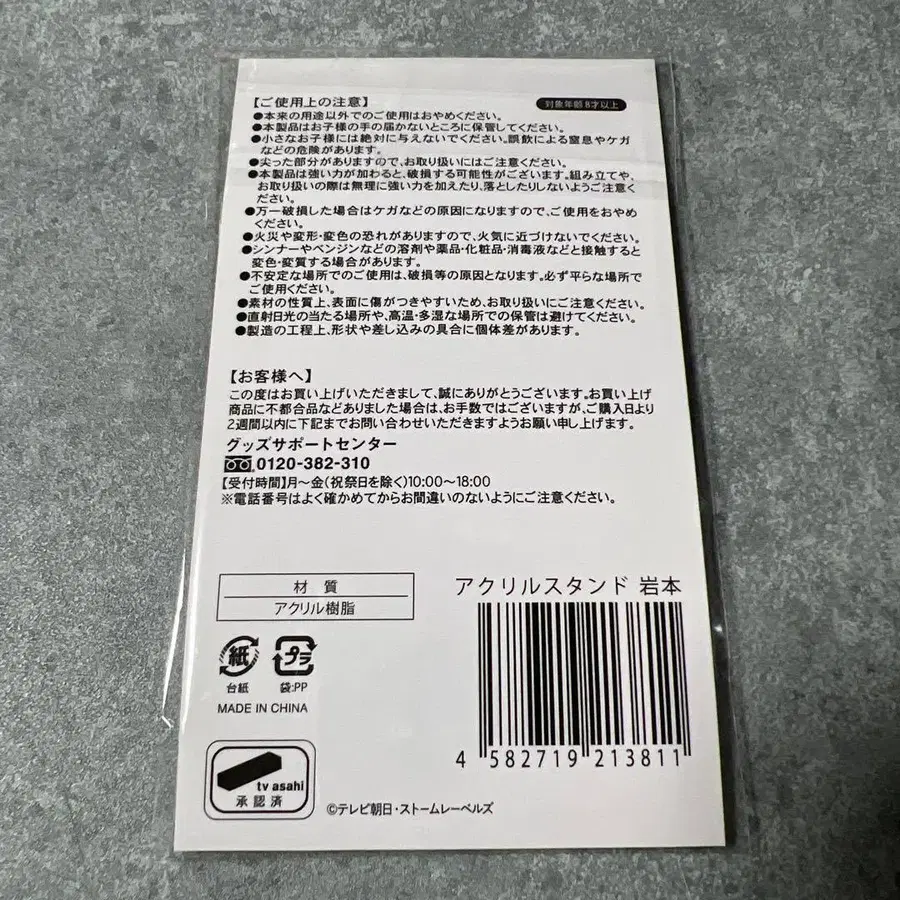 【ご使用上の注意】
対象年齢8才以上
●本来の用途以外でのご使用はおやめください。
●本製品はお子様の手の届かないところに保管してください。
●小さなお子様には絶対に与えないでください。誤飲による窒息やケガ
などの危険があります。
●尖った部分がありますので、お取り扱いにはご注意ください。
●本製品は強い力が加わると、破損する可能性がございます。組み立てや、
お取り扱いの際は無理に強い力を加えたり、落としたりしないようご注意く
ださい。
●万一破損した場合はケガなどの原因になりますので、ご使用をおやめ
ください。
●火災や変形・変色の恐れがありますので、火気に近づけないでください。
●シンナーやベンジンなどの溶剤や薬品・化粧品・消毒液などと接触すると
変色・変質する場合があります。
●不安定な場所でのご使用は、破損等の原因となります。必ず平らな場所で
ご使用ください。
●素材の性質上、表面に傷がつきやすいため、お取り扱いにご注意ください。
●直射日光の当たる場所や、高温・多湿な場所での保管は避けてください。
●製造の工程上、形状や差し込みの具合に個体差があります。
【お客様へ】
この度はお買い上げいただきまして、誠にありがとうございます。お買い上げ
商品に不都合品などありました場合は、お手数ではございますが、ご購入日より
2週間以内に下記までお問い合わせいただきますようお願い申し上げます。
グッズサポートセンター
0120-382-310
【受付時間】月〜金(祝祭日を除く)10:00〜18:00
※電話番号はよく確かめてからお間違いのないようにご注意ください。
材 質
アクリル樹脂
アクリルスタンド 岩本
紙
プラ
台紙
袋:PP
MADE IN CHINA
4 582719 213811
tv asahi
承認済
©テレビ朝日・ストームレーベルズ